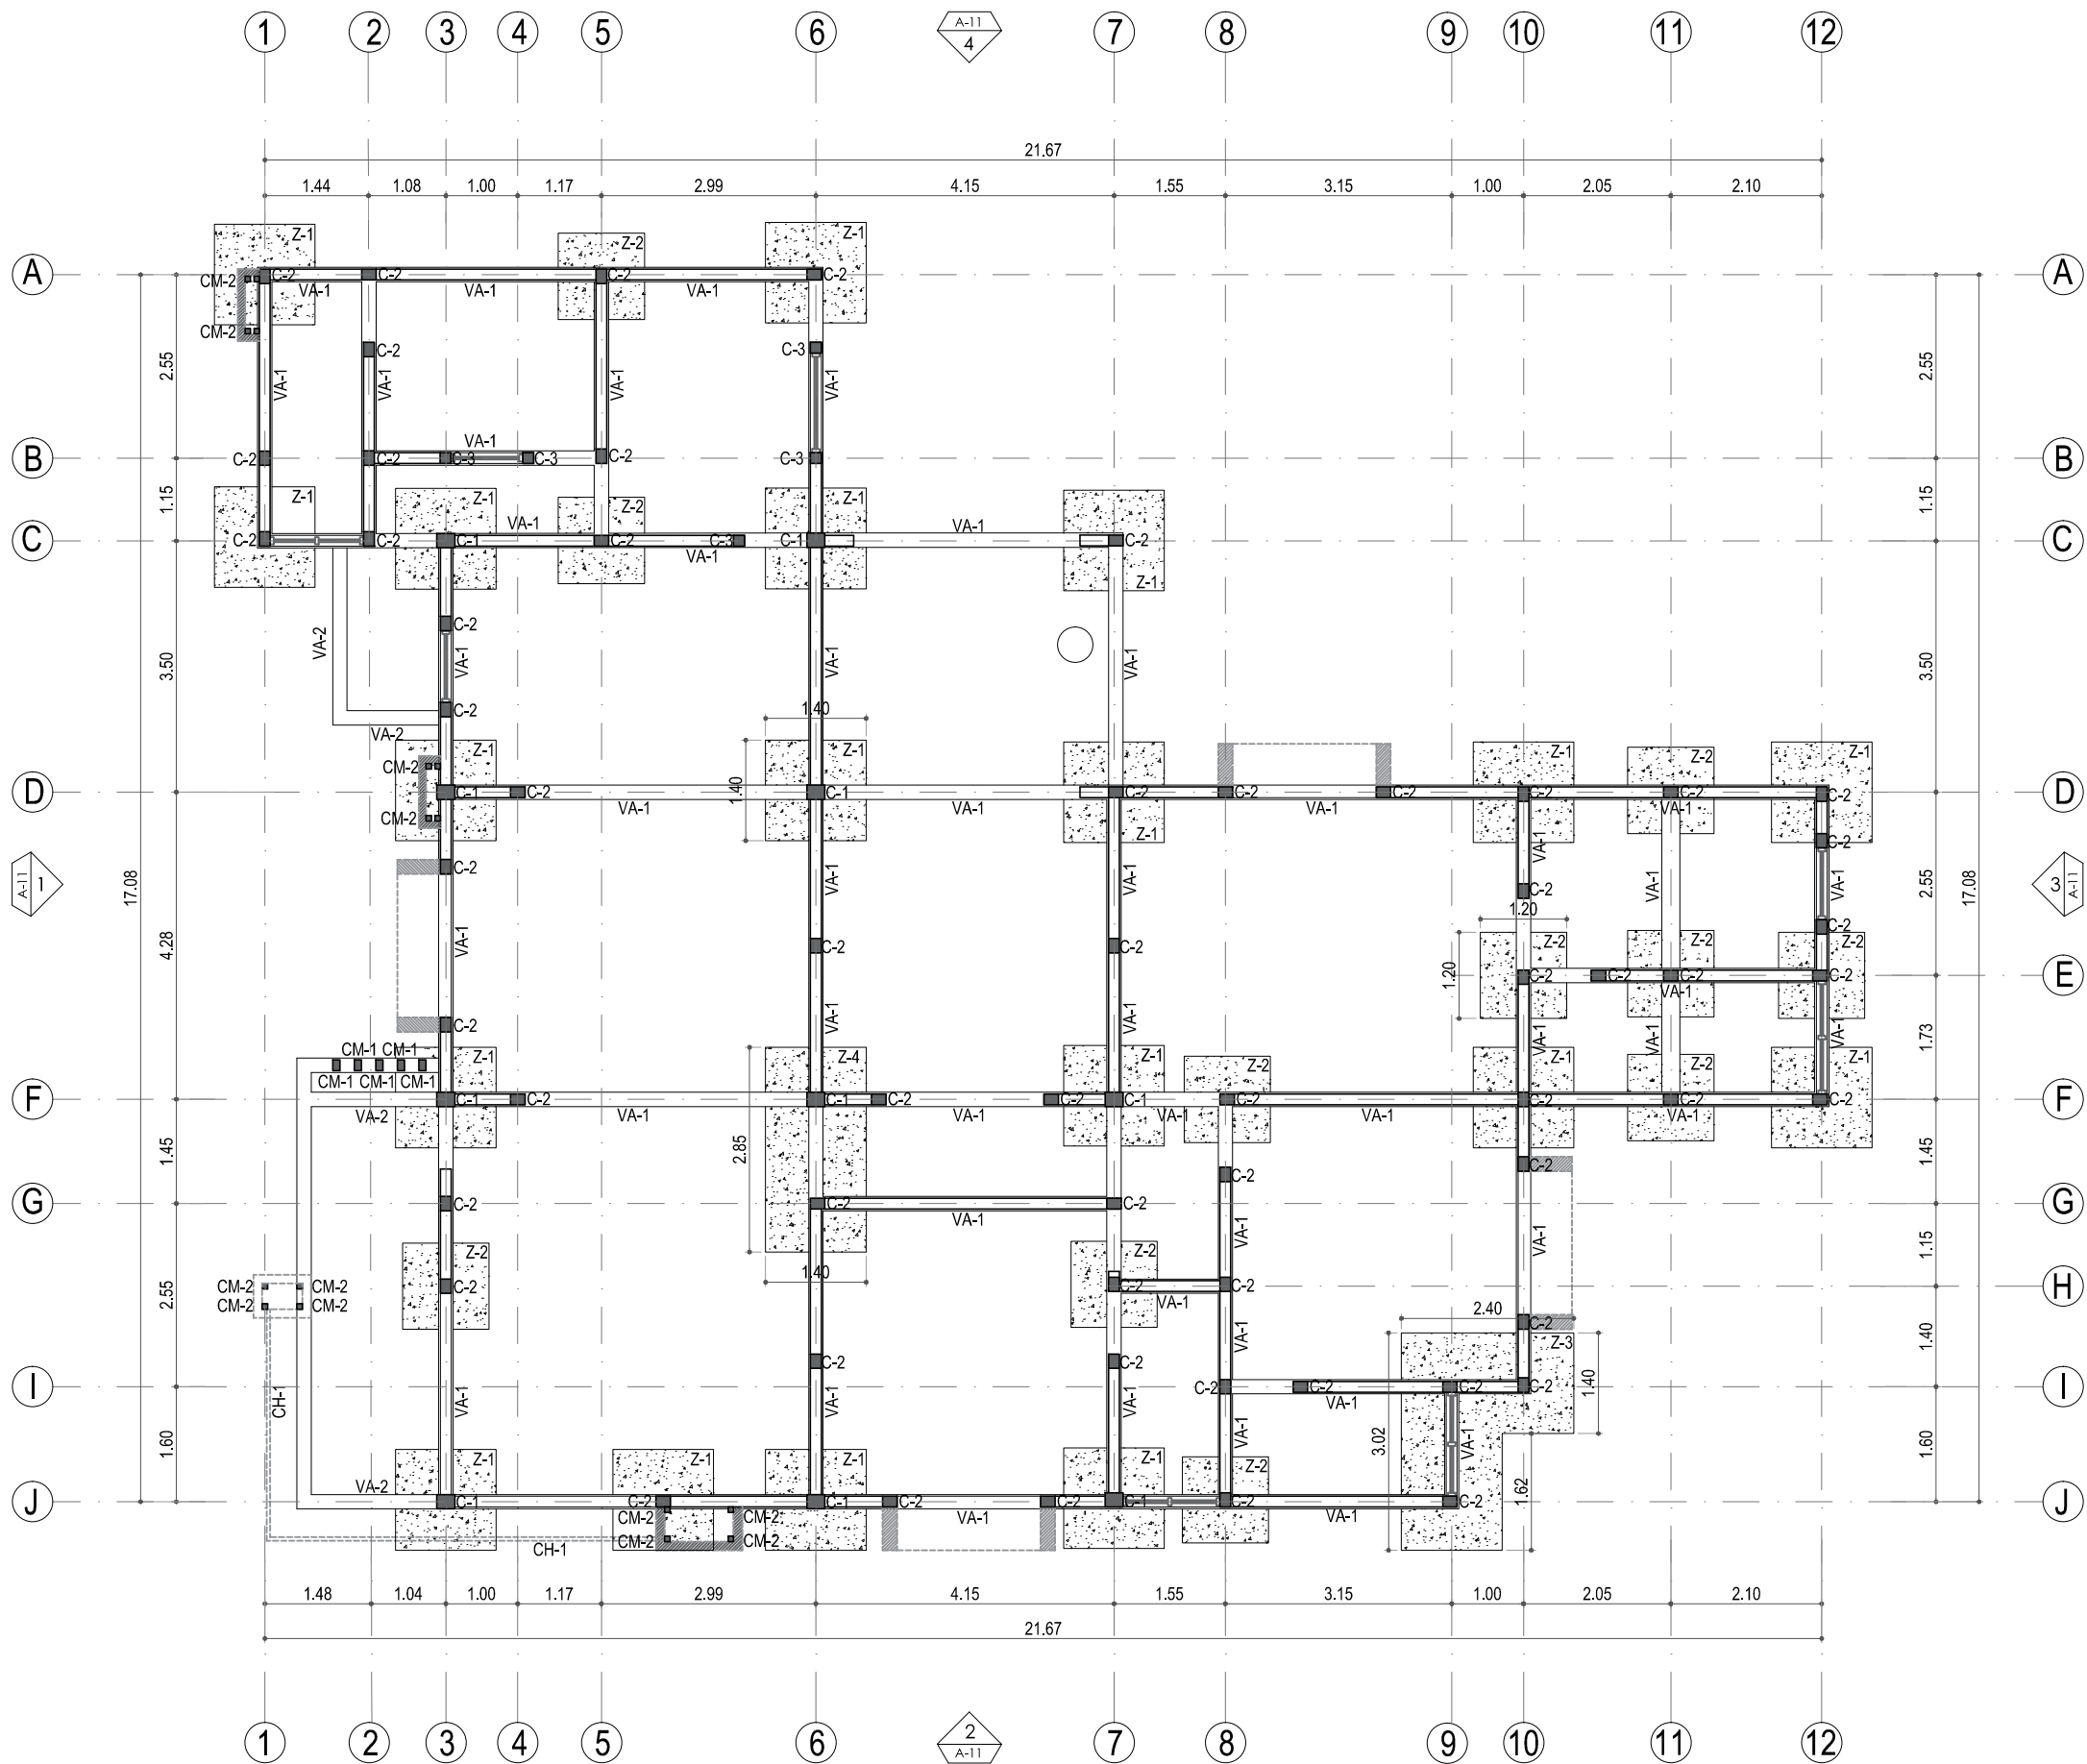 1 2 3 4 5 6 A-11 7 8 9 10 11 12
4
21.67
1.44 1.08 1.00 1.17 2.99 4.15 1.55 3.15 1.00 2.05 2.10
Z-1 Z-2 Z-1
A C-2 C-2 C-2 C-2 A
CM-2 VA-1 VA-1 VA-1
CM-2
C-2 C-3
2.55 VA-1 VA-1 VA-1 VA-1 2.55
VA-1
B C-2 C-2 C-3 C-3 C-2 C-3 B
1.15 Z-1 Z-1 Z-2 Z-1 1.15
VA-1 VA-1
C C-2 C-2 C-1 C-2 C-3 C-1 C-2 C
VA-1
Z-1
C-2
3.50 VA-2 VA-1 VA-1 VA-1 3.50
C-2 1.40
VA-2
Z-1 Z-1 Z-1 Z-2 Z-1
CM-2
D C-1 C-2 1.40 C-1 C-2 C-2 C-2 C-2 C-2 C-2 D
VA-1 VA-1 VA-1 VA-1
CM-2 Z-1
C-2 VA-1 C-2
A-11 1 17.08 C-2 VA-1 VA-1 VA-1 VA-1 2.55 17.08 3 A-11
1.20
4.28 VA-1 C-2 C-2 Z-2 Z-2 C-2 Z-2
1.20 C-2 C-2 C-2 C-2 E
VA-1
C-2 VA-1 VA-1 VA-1 VA-1 VA-1 1.73
CM-1 CM-1 Z-1 Z-4 Z-1 Z-2 Z-1 Z-2 Z-1
CM-1 CM-1 CM-1
F C-1 C-2 C-1 C-2 C-2 C-1 C-2 C-2 C-2 C-2 F
VA-2 VA-1 VA-1 VA-1 VA-1 VA-1
1.45 2.85 C-2 C-2 1.45
G C-2 C-2 C-2 G
VA-1
VA-1 VA-1 1.15
Z-2 1.40 Z-2
2.55 CM-2 CM-2 C-2 C-2 C-2 H
CM-2 CM-2 VA-1
2.40 C-2
VA-1 Z-3 1.40
C-2 C-2 1.40
I CH-1 VA-1 VA-1 VA-1 C-2 C-2 C-2 C-2 I
VA-1
1.60 Z-1 Z-1 Z-1 Z-1 VA-1 Z-2 3.02 VA-1 1.60
VA-2 1.62
J C-1 C-2 C-1 C-2 C-2 C-1 C-2 C-2 J
CM-2 CM-2 VA-1 VA-1
CM-2 CM-2
CH-1
1.48 1.04 1.00 1.17 2.99 4.15 1.55 3.15 1.00 2.05 2.10
21.67
2
1 2 3 4 5 6 A-11 7 8 9 10 11 12